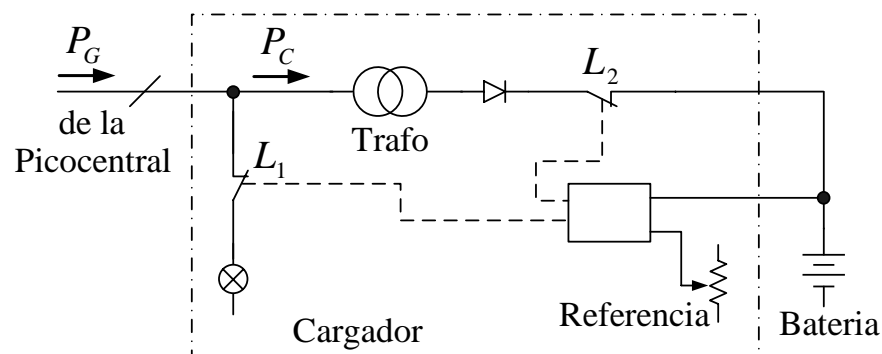 P_G
P_C
L_2
de la
Picocentral
Trafo
L_1
Referencia
Cargador
Bateria